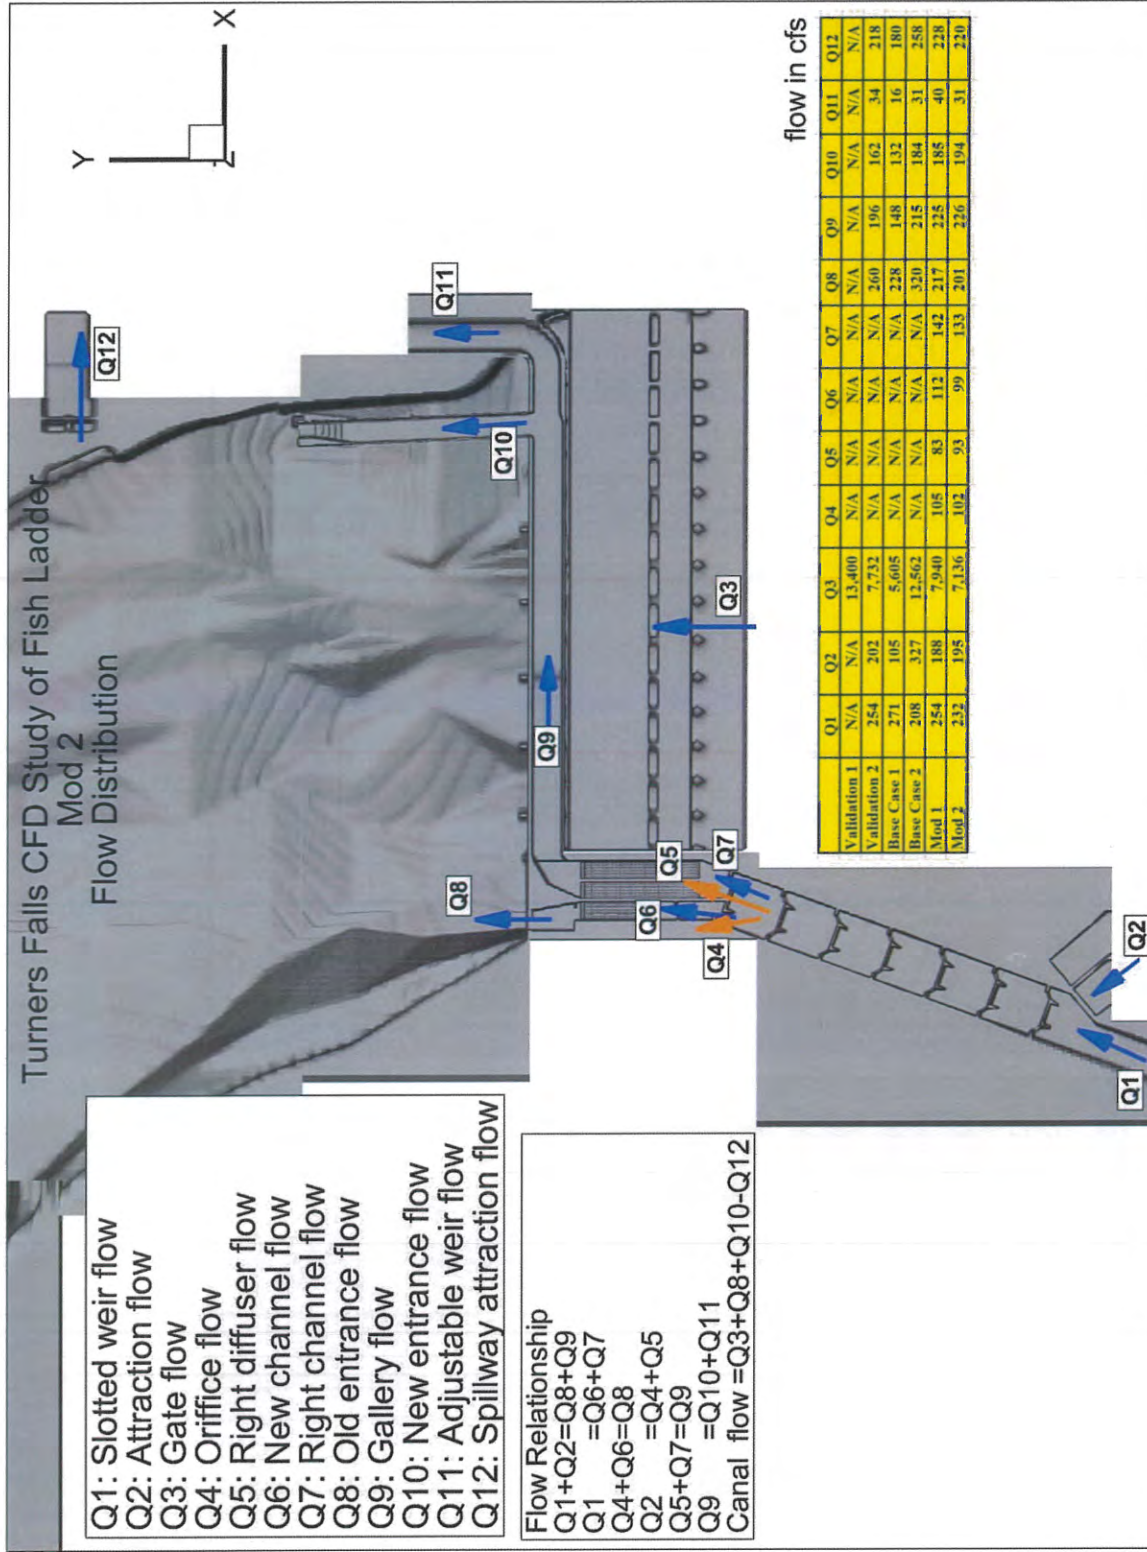 Turners Falls CFD Study of Fish Ladder
Mod 2
Flow Distribution
Y
X
Z
Q1: Slotted weir flow
Q2: Attraction flow
Q3: Gate flow
Q4: Oriffice flow
Q5: Right diffuser flow
Q6: New channel flow
Q7: Right channel flow
Q8: Old entrance flow
Q9: Gallery flow
Q10: New entrance flow
Q11: Adjustable weir flow
Q12: Spillway attraction flow
Flow Relationship
Q1+Q2=Q8+Q9
Q1 =Q6+Q7
Q4+Q6=Q8
Q2 =Q4+Q5
Q5+Q7=Q9
Q9 =Q10+Q11
Canal flow =Q3+Q8+Q10-Q12
Q12
Q11
Q10
Q8
Q9
Q3
Q5
Q7
Q6
Q4
Q2
Q1
flow in cfs
Q1 Q2 Q3 Q4 Q5 Q6 Q7 Q8 Q9 Q10 Q11 Q12
Validation 1 N/A N/A 13,400 N/A N/A N/A N/A N/A N/A N/A N/A N/A
Validation 2 254 202 7,732 N/A N/A N/A N/A 260 196 162 34 218
Base Case 1 271 105 5,605 N/A N/A N/A N/A 228 148 132 16 180
Base Case 2 208 327 12,562 N/A N/A N/A N/A 320 215 184 31 258
Mod 1 254 188 7,940 105 83 112 142 217 225 185 40 228
Mod 2 232 195 7,136 102 93 99 133 201 226 194 31 220